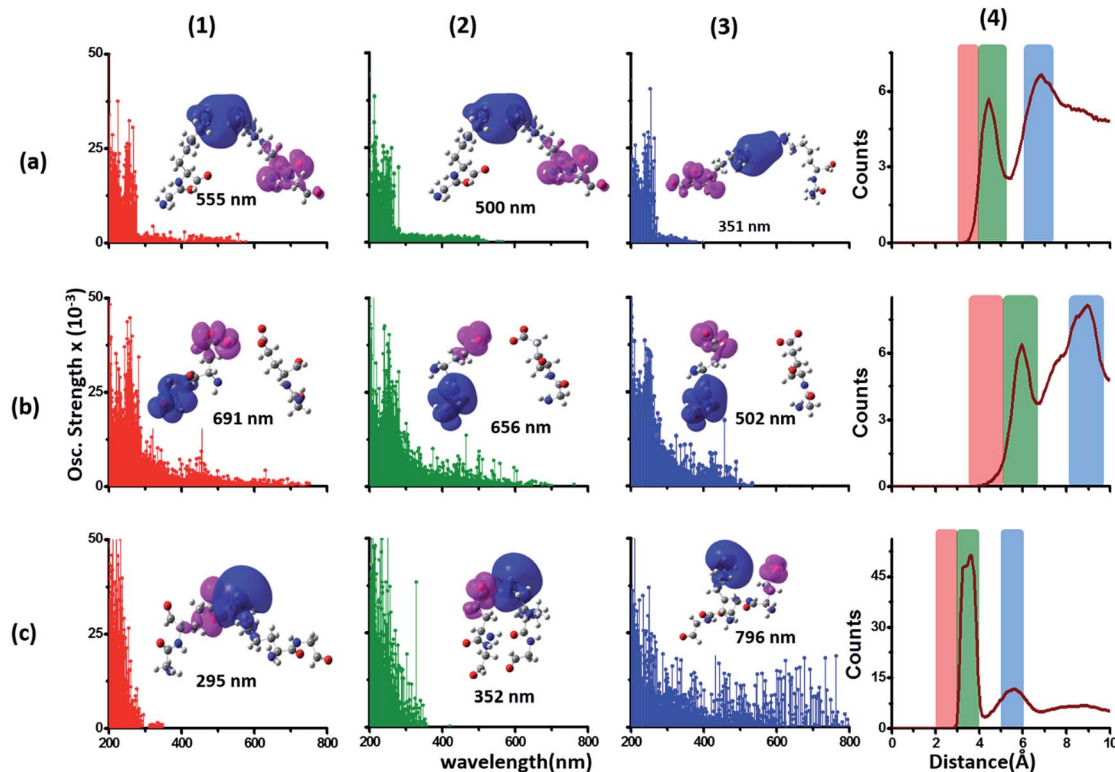 (1) (2) (3) (4)
(a)
50
25
0
555 nm
500 nm
351 nm
Counts
6
3
0
(b)
Osc. Strength x (10⁻³)
50
25
0
691 nm
656 nm
502 nm
Counts
6
3
0
(c)
50
25
0
295 nm
352 nm
796 nm
Counts
45
30
15
0
200 400 600 800 200 400 600 800 200 400 600 800 0 2 4 6 8 10
wavelength(nm) Distance(Å)